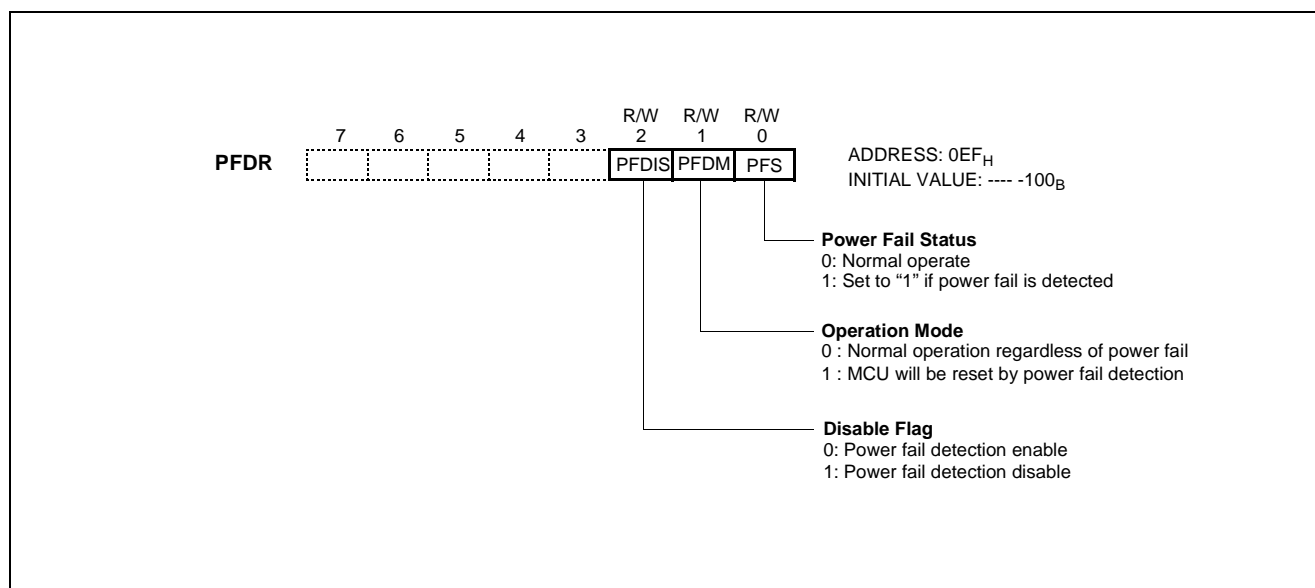 R/W R/W R/W
7 6 5 4 3 2 1 0
PFDR PFDIS PFDM PFS
ADDRESS: 0EFH
INITIAL VALUE: ---- -100B
Power Fail Status
0: Normal operate
1: Set to “1” if power fail is detected
Operation Mode
0 : Normal operation regardless of power fail
1 : MCU will be reset by power fail detection
Disable Flag
0: Power fail detection enable
1: Power fail detection disable